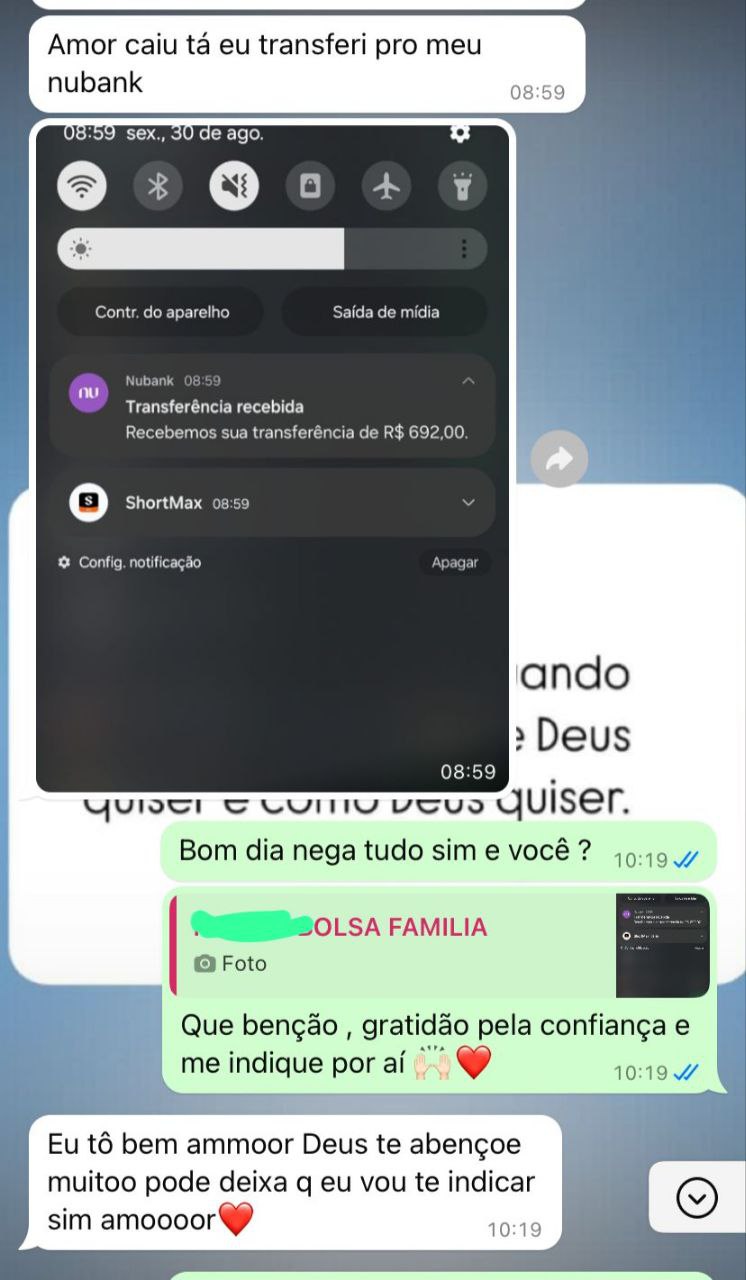 Amor caiu tá eu transferi pro meu
nubank
08:59
08:59 sex., 30 de ago.
Contr. do aparelho
Saída de mídia
nu
Nubank 08:59
Transferência recebida
Recebemos sua transferência de R$ 692,00.
S
ShortMax 08:59
Config. notificação
Apagar
08:59
e Deus
quiser e como Deus quiser.
Bom dia nega tudo sim e você ?
10:19
OLSA FAMILIA
Foto
Que benção , gratidão pela confiança e
me indique por aí 🙌🏻❤️
10:19
Eu tô bem ammoor Deus te abençoe
muitoo pode deixa q eu vou te indicar
sim amoooor❤️
10:19